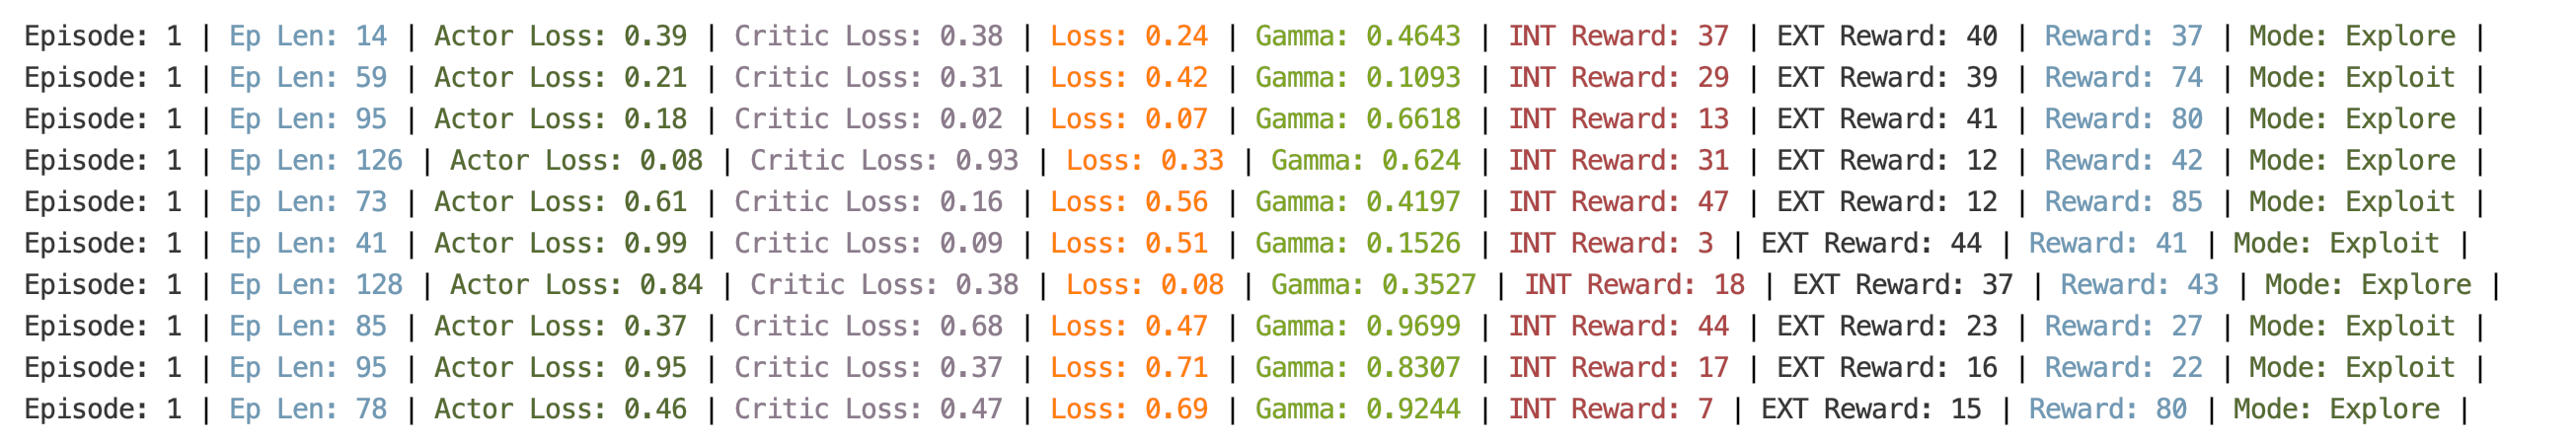 Episode: 1 | Ep Len: 14 | Actor Loss: 0.39 | Critic Loss: 0.38 | Loss: 0.24 | Gamma: 0.4643 | INT Reward: 37 | EXT Reward: 40 | Reward: 37 | Mode: Explore |
Episode: 1 | Ep Len: 59 | Actor Loss: 0.21 | Critic Loss: 0.31 | Loss: 0.42 | Gamma: 0.1093 | INT Reward: 29 | EXT Reward: 39 | Reward: 74 | Mode: Exploit |
Episode: 1 | Ep Len: 95 | Actor Loss: 0.18 | Critic Loss: 0.02 | Loss: 0.07 | Gamma: 0.6618 | INT Reward: 13 | EXT Reward: 41 | Reward: 80 | Mode: Explore |
Episode: 1 | Ep Len: 126 | Actor Loss: 0.08 | Critic Loss: 0.93 | Loss: 0.33 | Gamma: 0.624 | INT Reward: 31 | EXT Reward: 12 | Reward: 42 | Mode: Explore |
Episode: 1 | Ep Len: 73 | Actor Loss: 0.61 | Critic Loss: 0.16 | Loss: 0.56 | Gamma: 0.4197 | INT Reward: 47 | EXT Reward: 12 | Reward: 85 | Mode: Exploit |
Episode: 1 | Ep Len: 41 | Actor Loss: 0.99 | Critic Loss: 0.09 | Loss: 0.51 | Gamma: 0.1526 | INT Reward: 3 | EXT Reward: 44 | Reward: 41 | Mode: Exploit |
Episode: 1 | Ep Len: 128 | Actor Loss: 0.84 | Critic Loss: 0.38 | Loss: 0.08 | Gamma: 0.3527 | INT Reward: 18 | EXT Reward: 37 | Reward: 43 | Mode: Explore |
Episode: 1 | Ep Len: 85 | Actor Loss: 0.37 | Critic Loss: 0.68 | Loss: 0.47 | Gamma: 0.9699 | INT Reward: 44 | EXT Reward: 23 | Reward: 27 | Mode: Exploit |
Episode: 1 | Ep Len: 95 | Actor Loss: 0.95 | Critic Loss: 0.37 | Loss: 0.71 | Gamma: 0.8307 | INT Reward: 17 | EXT Reward: 16 | Reward: 22 | Mode: Exploit |
Episode: 1 | Ep Len: 78 | Actor Loss: 0.46 | Critic Loss: 0.47 | Loss: 0.69 | Gamma: 0.9244 | INT Reward: 7 | EXT Reward: 15 | Reward: 80 | Mode: Explore |